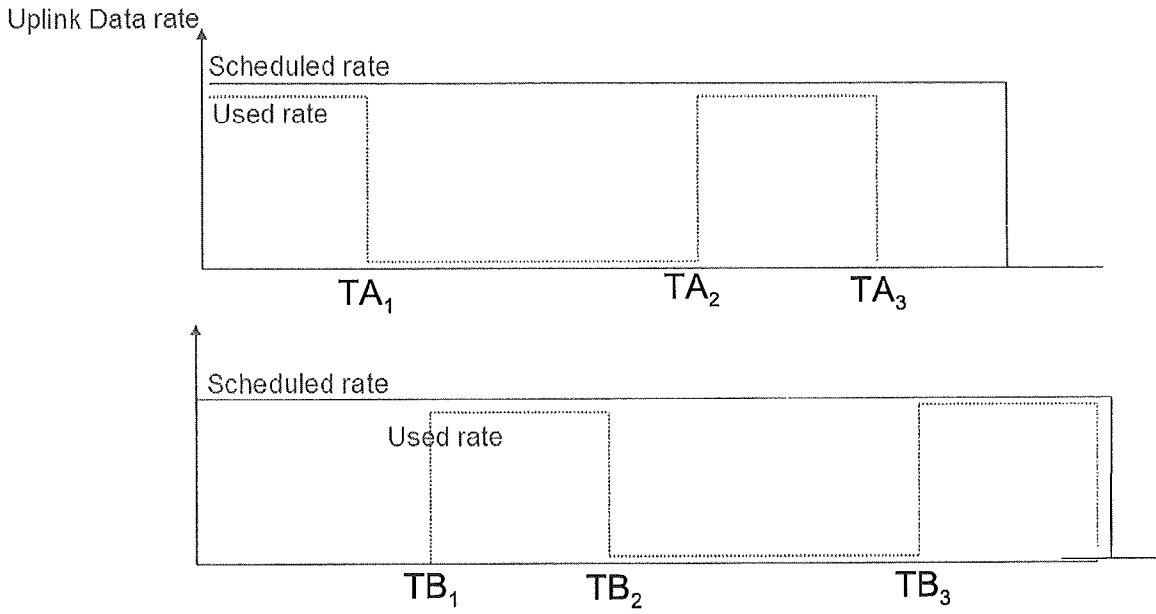 Uplink Data rate
Scheduled rate
Used rate
TA₁ TA₂ TA₃
Scheduled rate
Used rate
TB₁ TB₂ TB₃